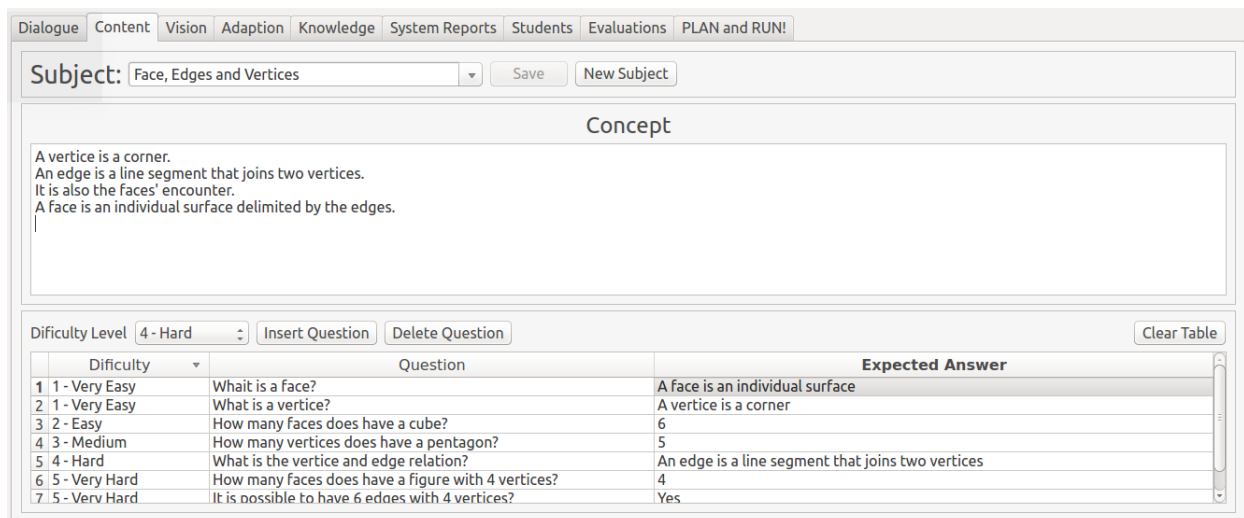 Dialogue Content Vision Adaption Knowledge System Reports Students Evaluations PLAN and RUN!
Subject: Face, Edges and Vertices Save New Subject
Concept
A vertice is a corner.
An edge is a line segment that joins two vertices.
It is also the faces' encounter.
A face is an individual surface delimited by the edges.
Dificulty Level 4 - Hard Insert Question Delete Question Clear Table
Dificulty Question Expected Answer
1 1 - Very Easy Whait is a face? A face is an individual surface
2 1 - Very Easy What is a vertice? A vertice is a corner
3 2 - Easy How many faces does have a cube? 6
4 3 - Medium How many vertices does have a pentagon? 5
5 4 - Hard What is the vertice and edge relation? An edge is a line segment that joins two vertices
6 5 - Very Hard How many faces does have a figure with 4 vertices? 4
7 5 - Very Hard It is possible to have 6 edges with 4 vertices? Yes